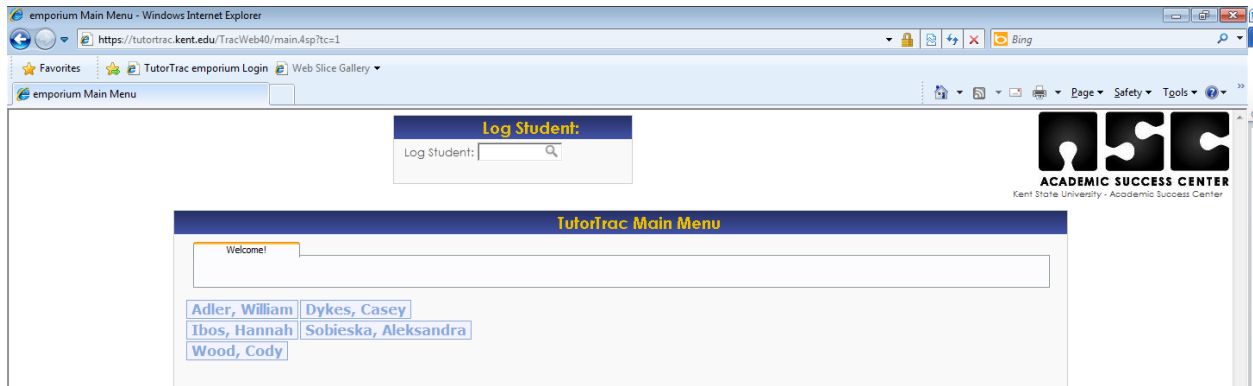 emporium Main Menu - Windows Internet Explorer
https://tutortrac.kent.edu/TracWeb40/main.4sp?tc=1
Bing
Favorites TutorTrac emporium Login Web Slice Gallery
emporium Main Menu
Page Safety Tools
Log Student:
Log Student:
ASC
ACADEMIC SUCCESS CENTER
Kent State University - Academic Success Center
TutorTrac Main Menu
Welcome!
Adler, William Dykes, Casey
Ibos, Hannah Sobieska, Aleksandra
Wood, Cody